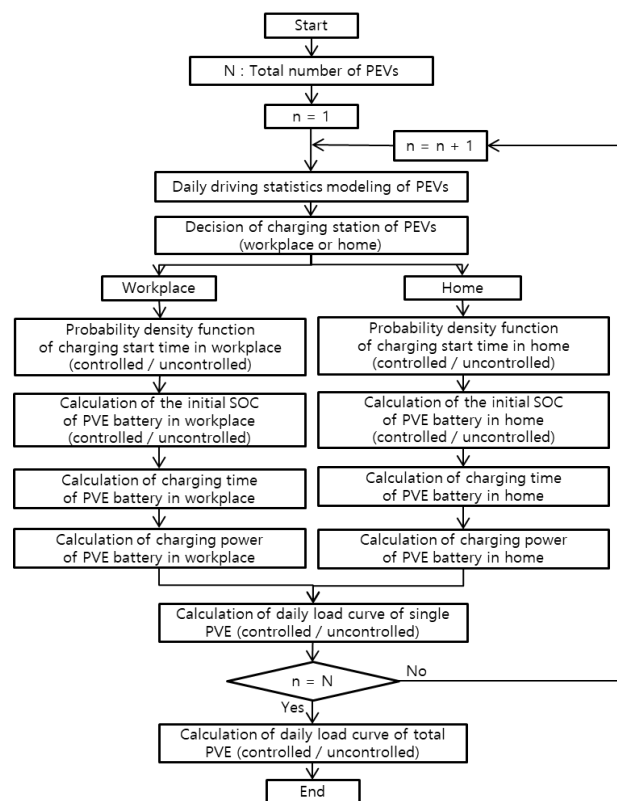 Start
N : Total number of PEVs
n = 1
n = n + 1
Daily driving statistics modeling of PEVs
Decision of charging station of PEVs
(workplace or home)
Workplace
Home
Probability density function
of charging start time in workplace
(controlled / uncontrolled)
Probability density function
of charging start time in home
(controlled / uncontrolled)
Calculation of the initial SOC
of PVE battery in workplace
(controlled / uncontrolled)
Calculation of the initial SOC
of PVE battery in home
(controlled / uncontrolled)
Calculation of charging time
of PVE battery in workplace
Calculation of charging time
of PVE battery in home
Calculation of charging power
of PVE battery in workplace
Calculation of charging power
of PVE battery in home
Calculation of daily load curve of single
PVE (controlled / uncontrolled)
n = N
No
Yes
Calculation of daily load curve of total
PVE (controlled / uncontrolled)
End